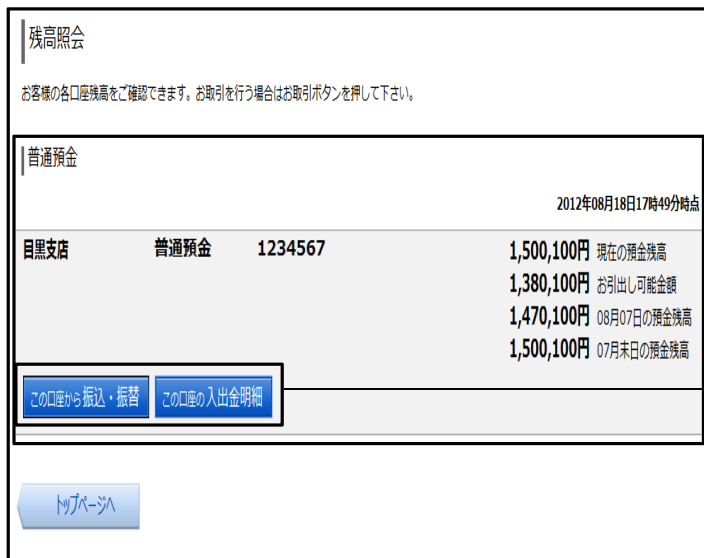 残高照会
お客様の各口座残高をご確認できます。お取引を行う場合はお取引ボタンを押して下さい。
普通預金
2012年08月18日17時49分時点
目黒支店 普通預金 1234567 1,500,100円 現在の預金残高
1,380,100円 お引出し可能金額
1,470,100円 08月07日の預金残高
1,500,100円 07月末日の預金残高
この口座から振込・振替 この口座の入出金明細
トップページへ